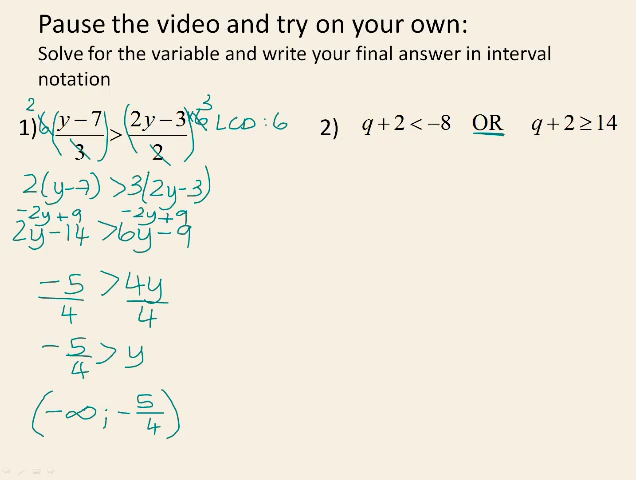 Pause the video and try on your own:
Solve for the variable and write your final answer in interval
notation
1) 6((y−7)/3) > ((2y−3)/2)×6 LCD: 6
2 3
2(y−7) > 3(2y−3)
−2y+9 −2y+9
2y−14 > 6y−9
−5/4 > 4y/4
−5/4 > y
(−∞; −5/4)
2) q+2<−8 OR q+2≥14